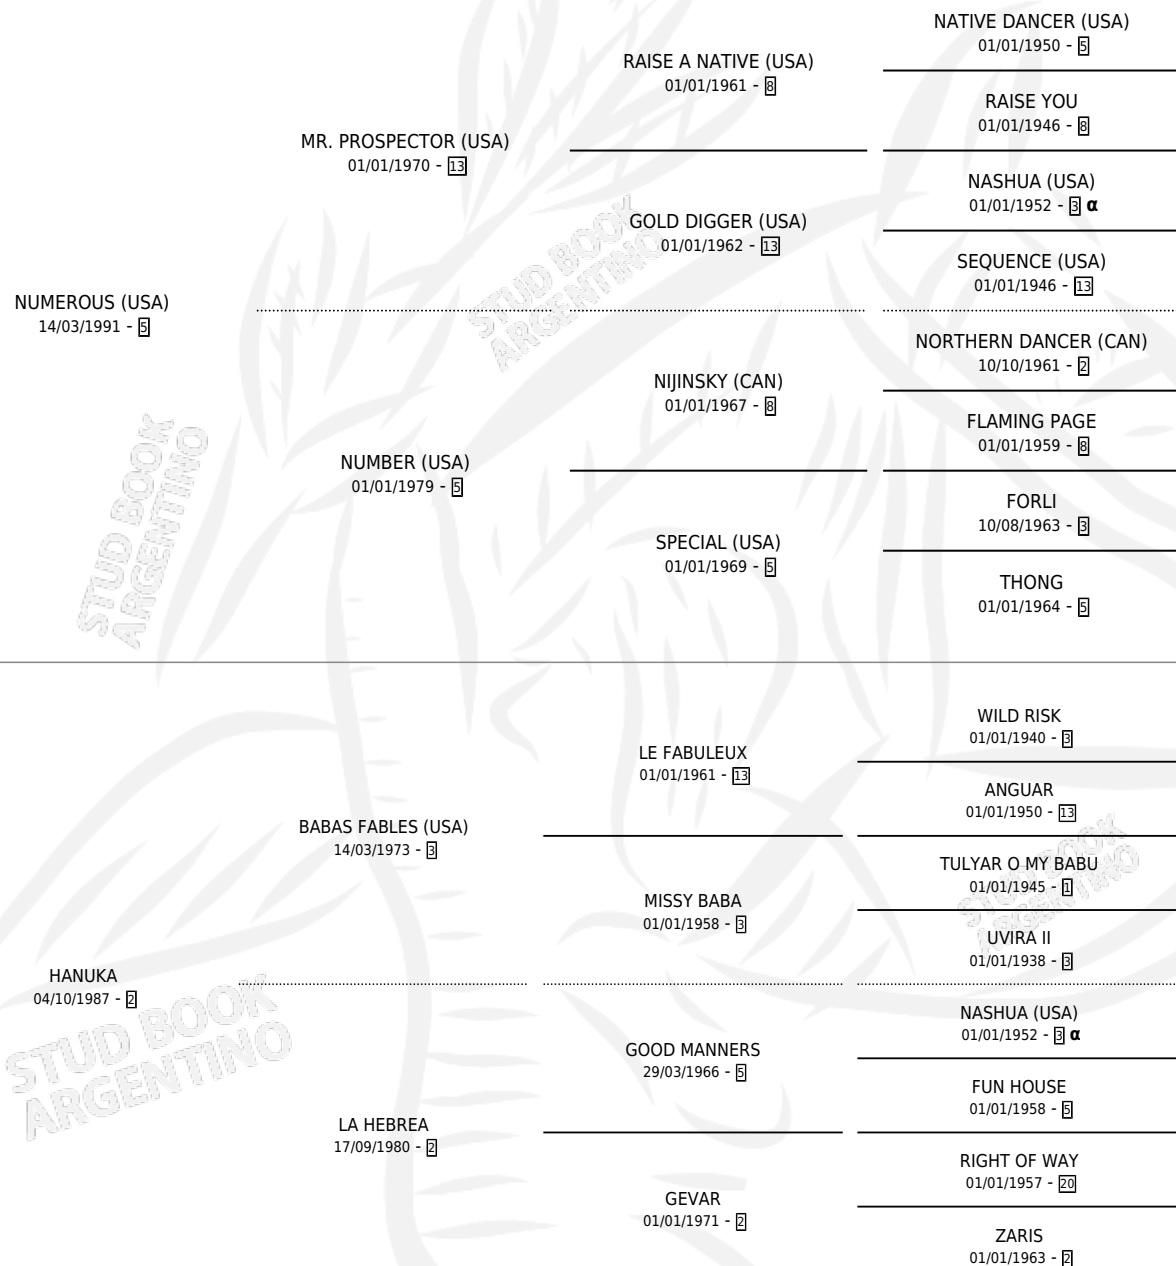 NATIVE DANCER (USA)
01/01/1950 - 5
RAISE A NATIVE (USA)
01/01/1961 - 8
RAISE YOU
01/01/1946 - 8
MR. PROSPECTOR (USA)
01/01/1970 - 13
NASHUA (USA)
01/01/1952 - 3 α
GOLD DIGGER (USA)
01/01/1962 - 13
SEQUENCE (USA)
01/01/1946 - 13
NUMEROUS (USA)
14/03/1991 - 5
NORTHERN DANCER (CAN)
10/10/1961 - 2
NIJINSKY (CAN)
01/01/1967 - 8
FLAMING PAGE
01/01/1959 - 8
NUMBER (USA)
01/01/1979 - 5
FORLI
10/08/1963 - 3
SPECIAL (USA)
01/01/1969 - 5
THONG
01/01/1964 - 5
WILD RISK
01/01/1940 - 3
LE FABULEUX
01/01/1961 - 13
ANGUAR
01/01/1950 - 13
BABAS FABLES (USA)
14/03/1973 - 3
TULYAR O MY BABU
01/01/1945 - 1
MISSY BABA
01/01/1958 - 3
UVIRA II
01/01/1938 - 3
HANUKA
04/10/1987 - 2
NASHUA (USA)
01/01/1952 - 3 α
GOOD MANNERS
29/03/1966 - 5
FUN HOUSE
01/01/1958 - 5
LA HEBREA
17/09/1980 - 2
RIGHT OF WAY
01/01/1957 - 20
GEVAR
01/01/1971 - 2
ZARIS
01/01/1963 - 2
STUD BOOK
ARGENTINO
STUD BOOK
ARGENTINO
STUD BOOK
ARGENTINO
STUD BOOK
ARGENTINO